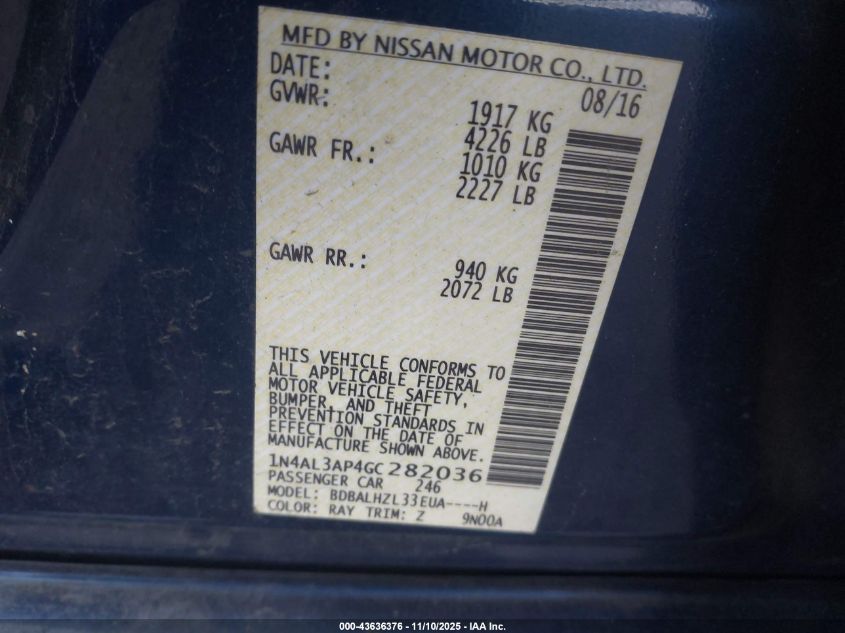 MFD BY NISSAN MOTOR CO., LTD.
DATE: 08/16
GVWR: 1917 KG
4226 LB
GAWR FR.: 1010 KG
2227 LB
GAWR RR.: 940 KG
2072 LB
THIS VEHICLE CONFORMS TO
ALL APPLICABLE FEDERAL
MOTOR VEHICLE SAFETY,
BUMPER, AND THEFT
PREVENTION STANDARDS IN
EFFECT ON THE DATE OF
MANUFACTURE SHOWN ABOVE.
1N4AL3AP4GC282036
PASSENGER CAR 246
MODEL: BDBALHZL33EUA----H
COLOR: RAY TRIM: Z 9N00A
000-43636376 - 11/10/2025 - IAA Inc.